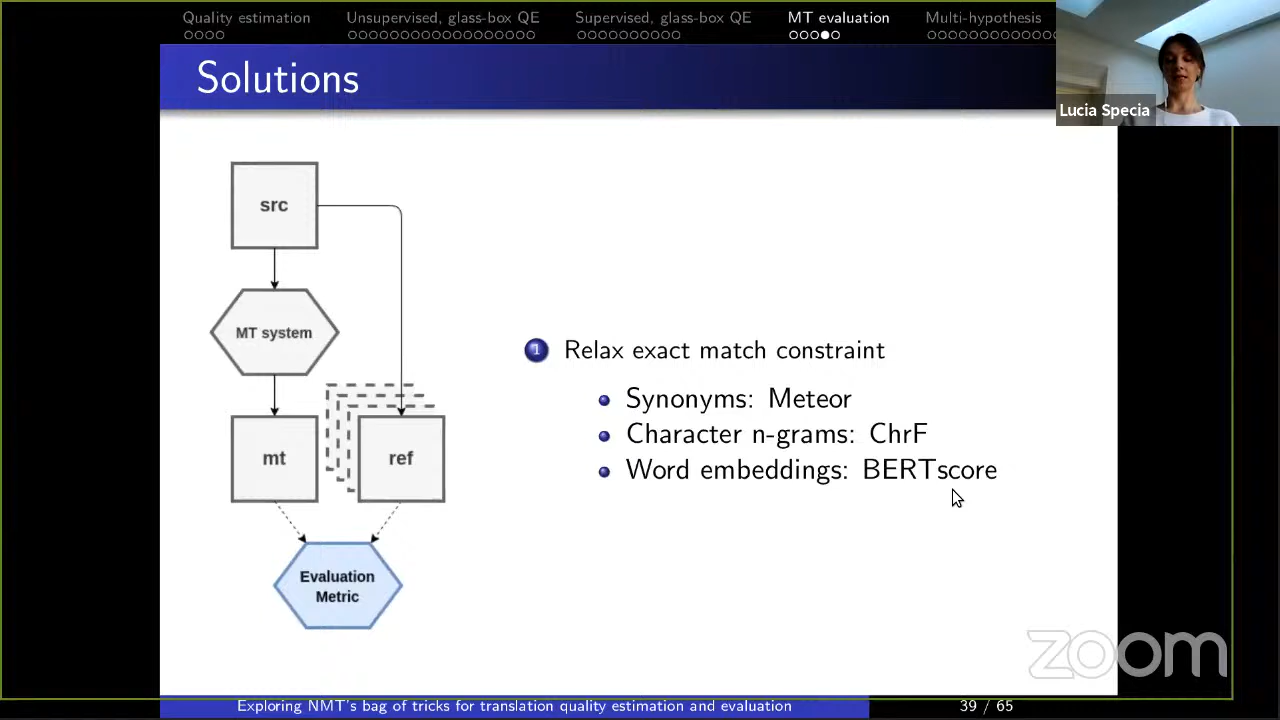 Quality estimation
Unsupervised, glass-box QE
Supervised, glass-box QE
MT evaluation
Multi-hypothesis
Solutions
Lucia Specia
src
MT system
mt
ref
Evaluation
Metric
1 Relax exact match constraint
Synonyms: Meteor
Character n-grams: ChrF
Word embeddings: BERTscore
zoom
Exploring NMT's bag of tricks for translation quality estimation and evaluation
39 / 65